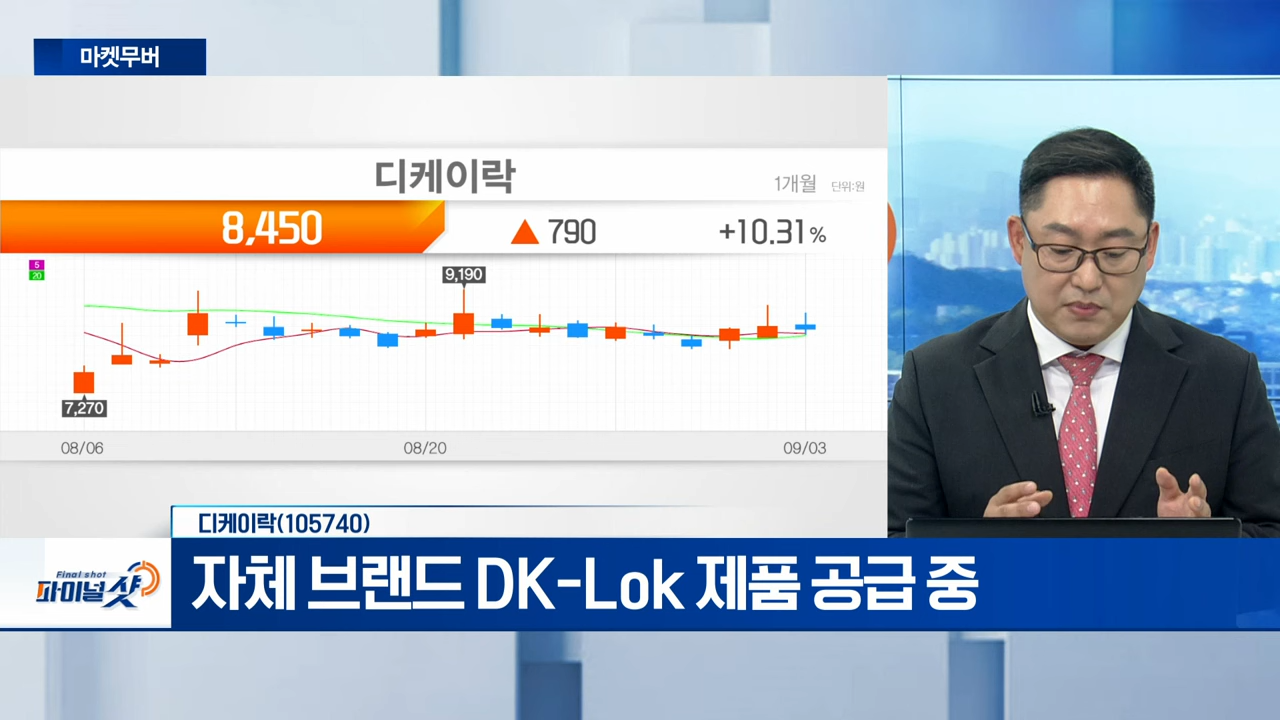 마켓무버
디케이락
1개월 단위:원
8,450 ▲ 790 +10.31%
5
20
9,190
7,270
08/06 08/20 09/03
디케이락(105740)
Final shot
파이널샷
자체 브랜드 DK-Lok 제품 공급 중